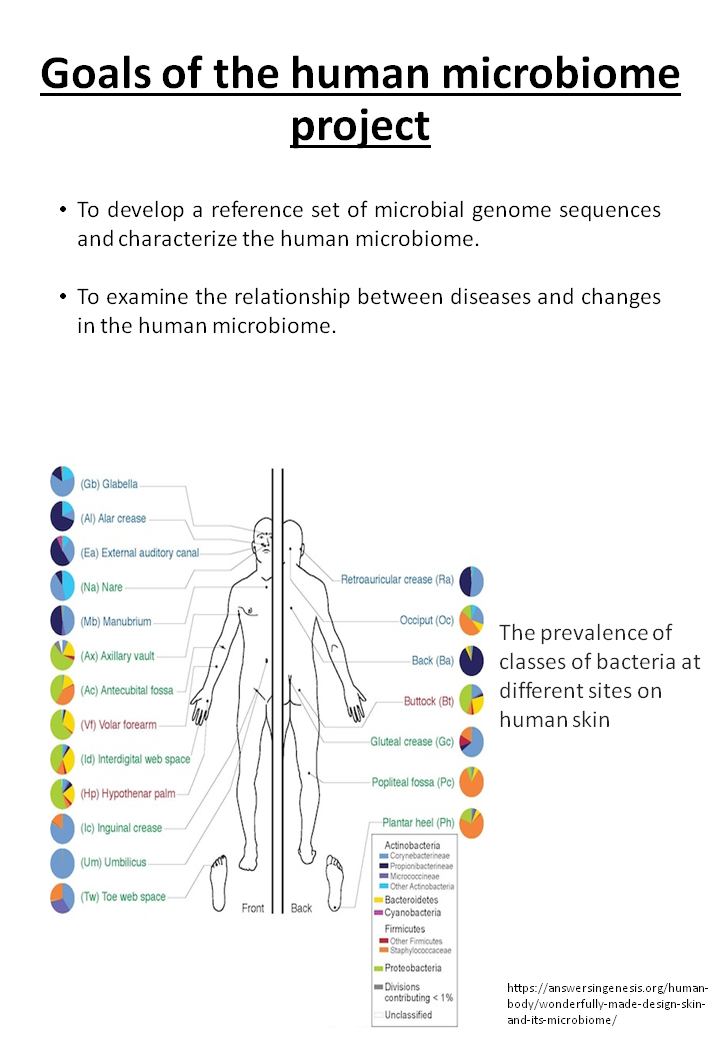 Goals of the human microbiome
project
• To develop a reference set of microbial genome sequences
and characterize the human microbiome.
• To examine the relationship between diseases and changes
in the human microbiome.
(Gb) Glabella
(Al) Alar crease
(Ea) External auditory canal
(Na) Nare
(Mb) Manubrium
(Ax) Axillary vault
(Ac) Antecubital fossa
(Vf) Volar forearm
(Id) Interdigital web space
(Hp) Hypothenar palm
(Ic) Inguinal crease
(Um) Umbilicus
(Tw) Toe web space
Front
Back
Retroauricular crease (Ra)
Occiput (Oc)
Back (Ba)
Buttock (Bt)
Gluteal crease (Gc)
Popliteal fossa (Pc)
Plantar heel (Ph)
Actinobacteria
Corynebacterineae
Propionibacterineae
Micrococcineae
Other Actinobacteria
Bacteroidetes
Cyanobacteria
Firmicutes
Other Firmicutes
Staphylococcaceae
Proteobacteria
Divisions
contributing < 1%
Unclassified
The prevalence of
classes of bacteria at
different sites on
human skin
https://answersingenesis.org/human-
body/wonderfully-made-design-skin-
and-its-microbiome/